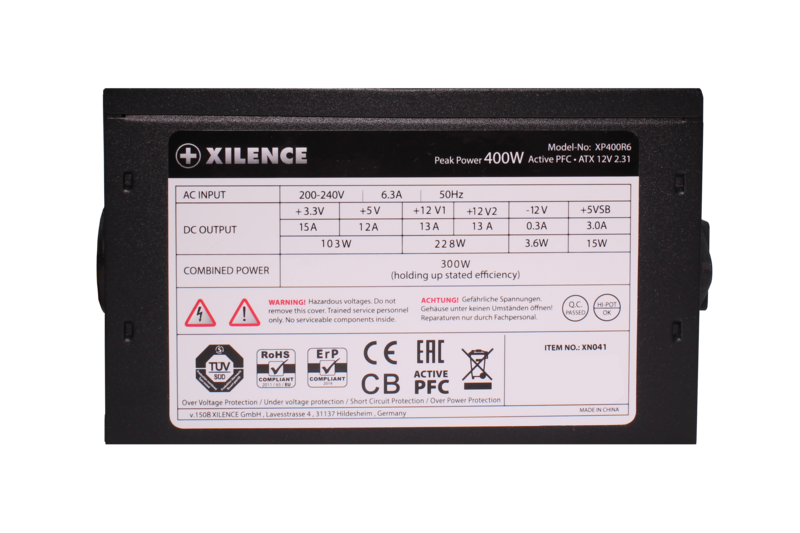 XILENCE
Model-No: XP400R6
Peak Power 400W Active PFC • ATX 12V 2.31
AC INPUT 200-240V 6.3A 50Hz
DC OUTPUT
+3.3V +5V +12 V1 +12V2 -12V +5VSB
15A 12A 13A 13A 0.3A 3.0A
103W 228W 3.6W 15W
COMBINED POWER
300W
(holding up stated efficiency)
WARNING! Hazardous voltages. Do not
remove this cover. Trained service personnel
only. No serviceable components inside.
ACHTUNG! Gefährliche Spannungen.
Gehäuse unter keinen Umständen öffnen!
Reparaturen nur durch Fachpersonal.
Q.C.
PASSED
HI-POT
OK
TÜV
SÜD
RoHS
COMPLIANT
2011 / 65 / EU
ErP
COMPLIANT
2014
CE
CB
EAC
ACTIVE
PFC
ITEM NO.: XN041
Over Voltage Protection / Under voltage protection / Short Circuit Protection / Over Power Protection
v.1508 XILENCE GmbH , Lavesstrasse 4 , 31137 Hildesheim , Germany
MADE IN CHINA